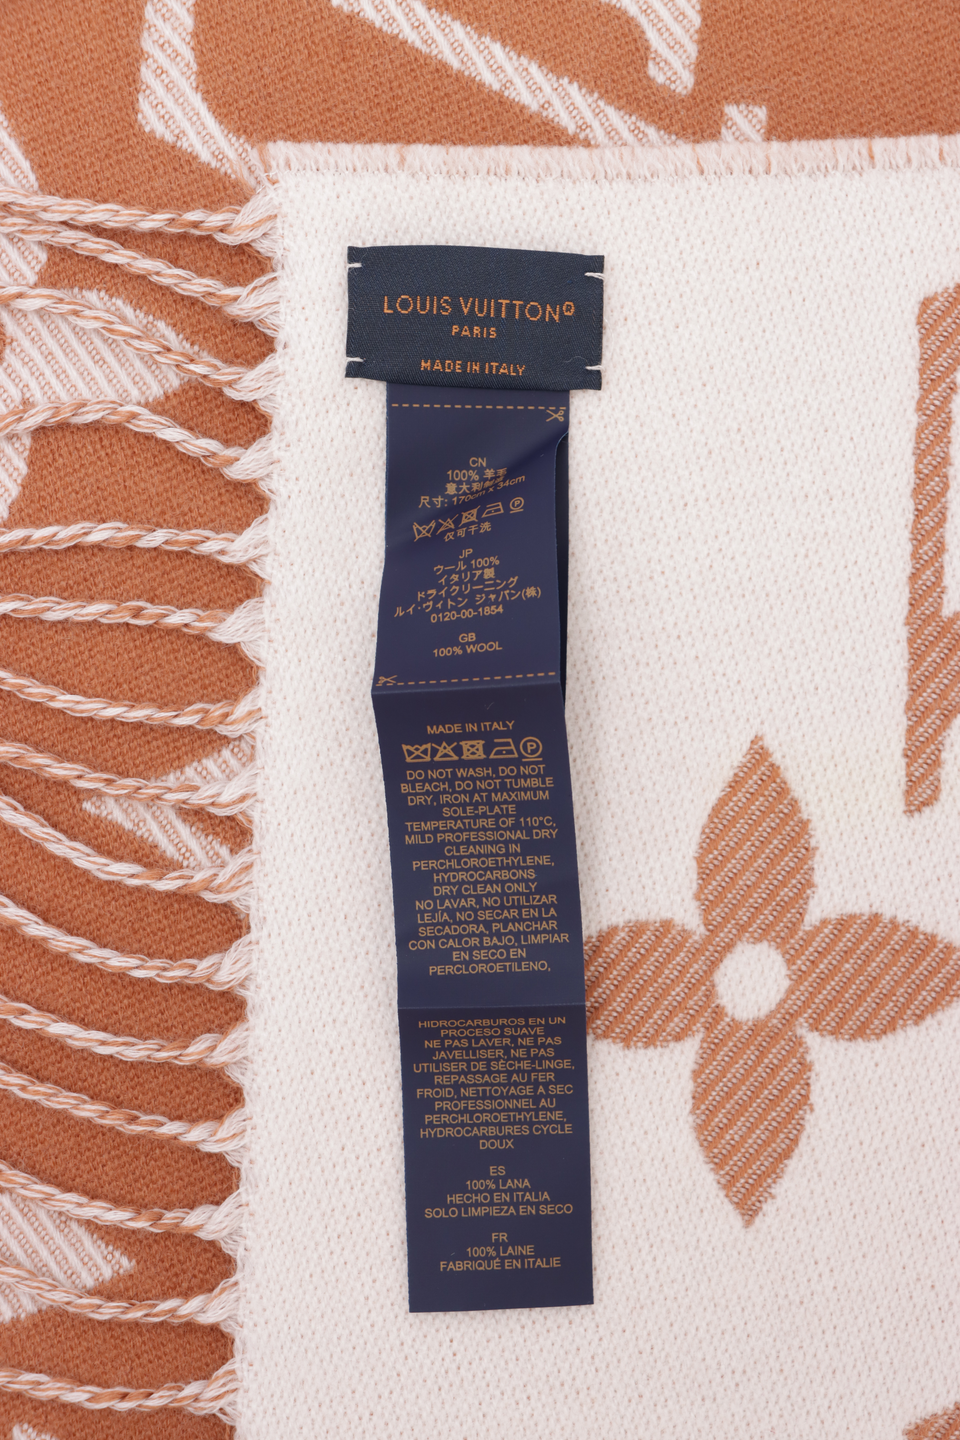 LOUIS VUITTON®
PARIS
MADE IN ITALY
CN
100% 羊毛
意大利制造
尺寸: 170cm x 34cm
仅可干洗
JP
ウール 100%
イタリア製
ドライクリーニング
ルイ・ヴィトン ジャパン(株)
0120-00-1854
GB
100% WOOL
MADE IN ITALY
P
DO NOT WASH, DO NOT
BLEACH, DO NOT TUMBLE
DRY, IRON AT MAXIMUM
SOLE-PLATE
TEMPERATURE OF 110°C,
MILD PROFESSIONAL DRY
CLEANING IN
PERCHLOROETHYLENE,
HYDROCARBONS
DRY CLEAN ONLY
NO LAVAR, NO UTILIZAR
LEJÍA, NO SECAR EN LA
SECADORA, PLANCHAR
CON CALOR BAJO, LIMPIAR
EN SECO EN
PERCLOROETILENO,
HIDROCARBUROS EN UN
PROCESO SUAVE
NE PAS LAVER, NE PAS
JAVELLISER, NE PAS
UTILISER DE SÈCHE-LINGE,
REPASSAGE AU FER
FROID, NETTOYAGE A SEC
PROFESSIONNEL AU
PERCHLOROETHYLENE,
HYDROCARBURES CYCLE
DOUX
ES
100% LANA
HECHO EN ITALIA
SOLO LIMPIEZA EN SECO
FR
100% LAINE
FABRIQUÉ EN ITALIE